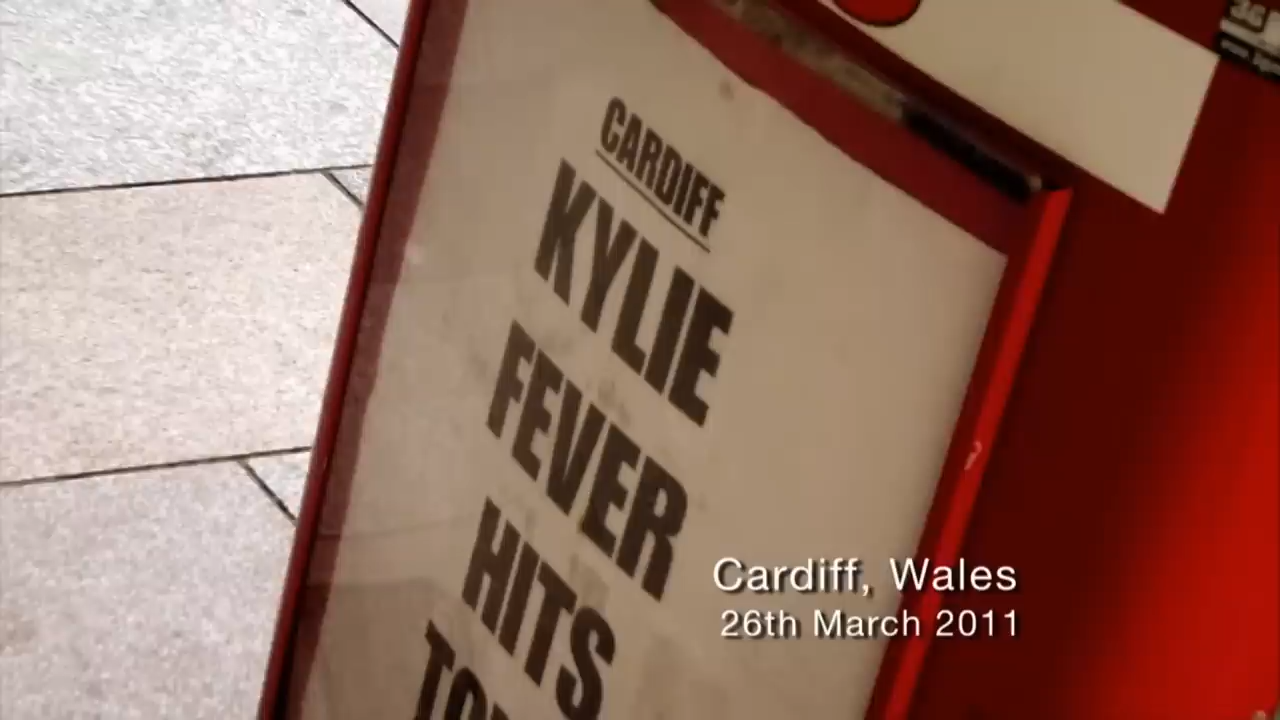 CARDIFF
KYLIE
FEVER
HITS
Cardiff, Wales
26th March 2011